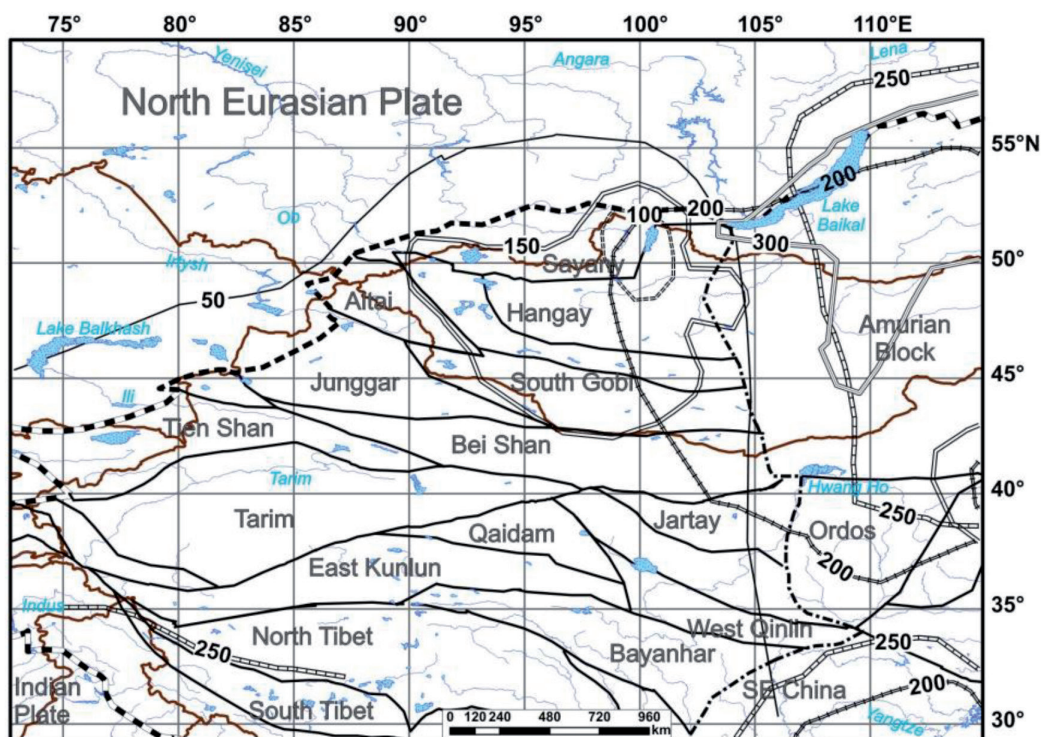 75° 80° 85° 90° 95° 100° 105° 110°E
Yenisei
Angara
Lena
250
North Eurasian Plate
55°N
200
Ob
100
200
Lake
Baikal
150
300
50°
Irtysh
Sayany
50
Altai
Hangay
Amurian
Block
Lake Balkhash
Junggar
South Gobi
45°
Ili
Tien Shan
Bei Shan
Tarim
Hwang Ho
40°
Tarim
Qaidam
Jartay
Ordos
250
East Kunlun
200
Indus
35°
North Tibet
West Qinlin
250
250
Bayanhar
Indian
Plate
SE China
200
South Tibet
Yangtze
30°
0 120 240 480 720 960
km